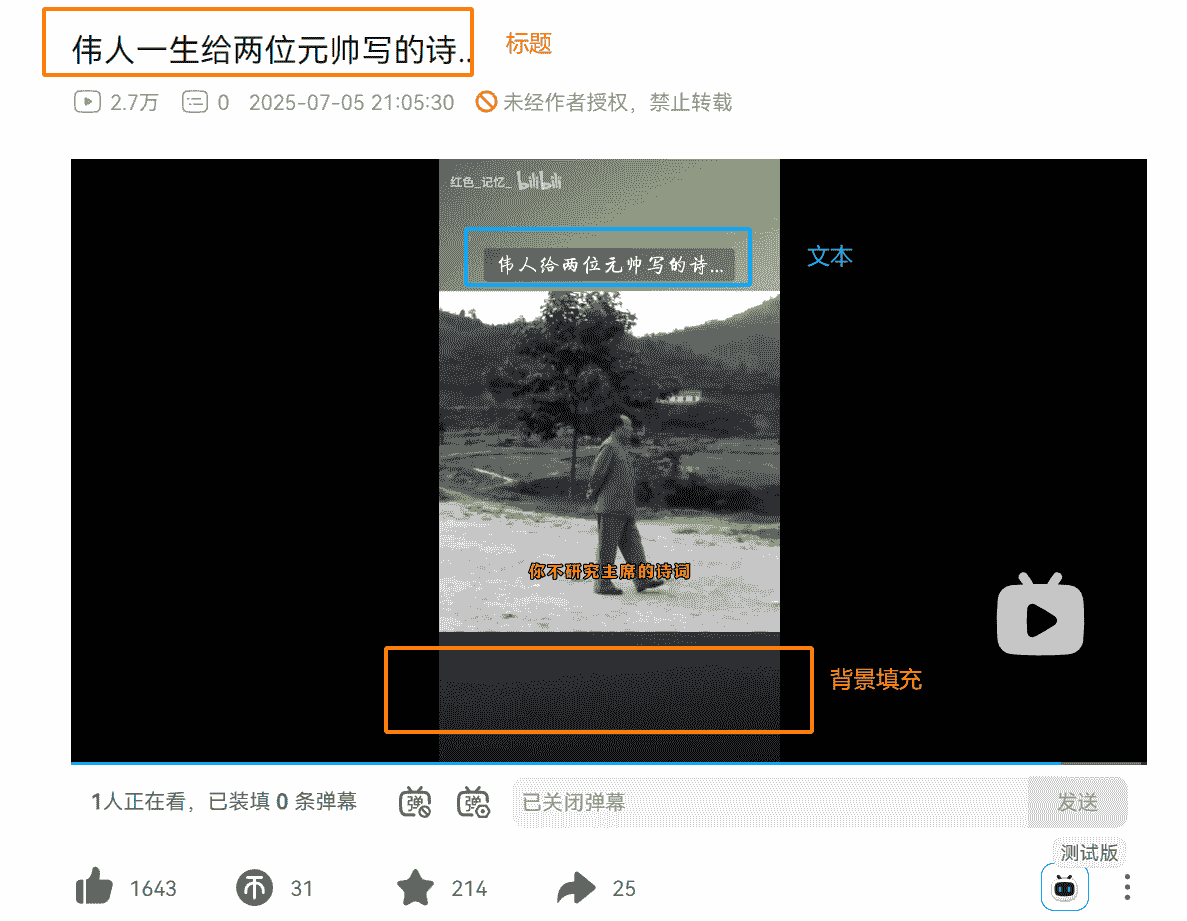 伟人一生给两位元帅写的诗..
标题
2.7万 0 2025-07-05 21:05:30 未经作者授权，禁止转载
红色_记忆_ bilibili
伟人给两位元帅写的诗...
文本
你不研究主席的诗词
背景填充
1人正在看，已装填 0 条弹幕 弹 弹 已关闭弹幕 发送
测试版
1643 31 214 25